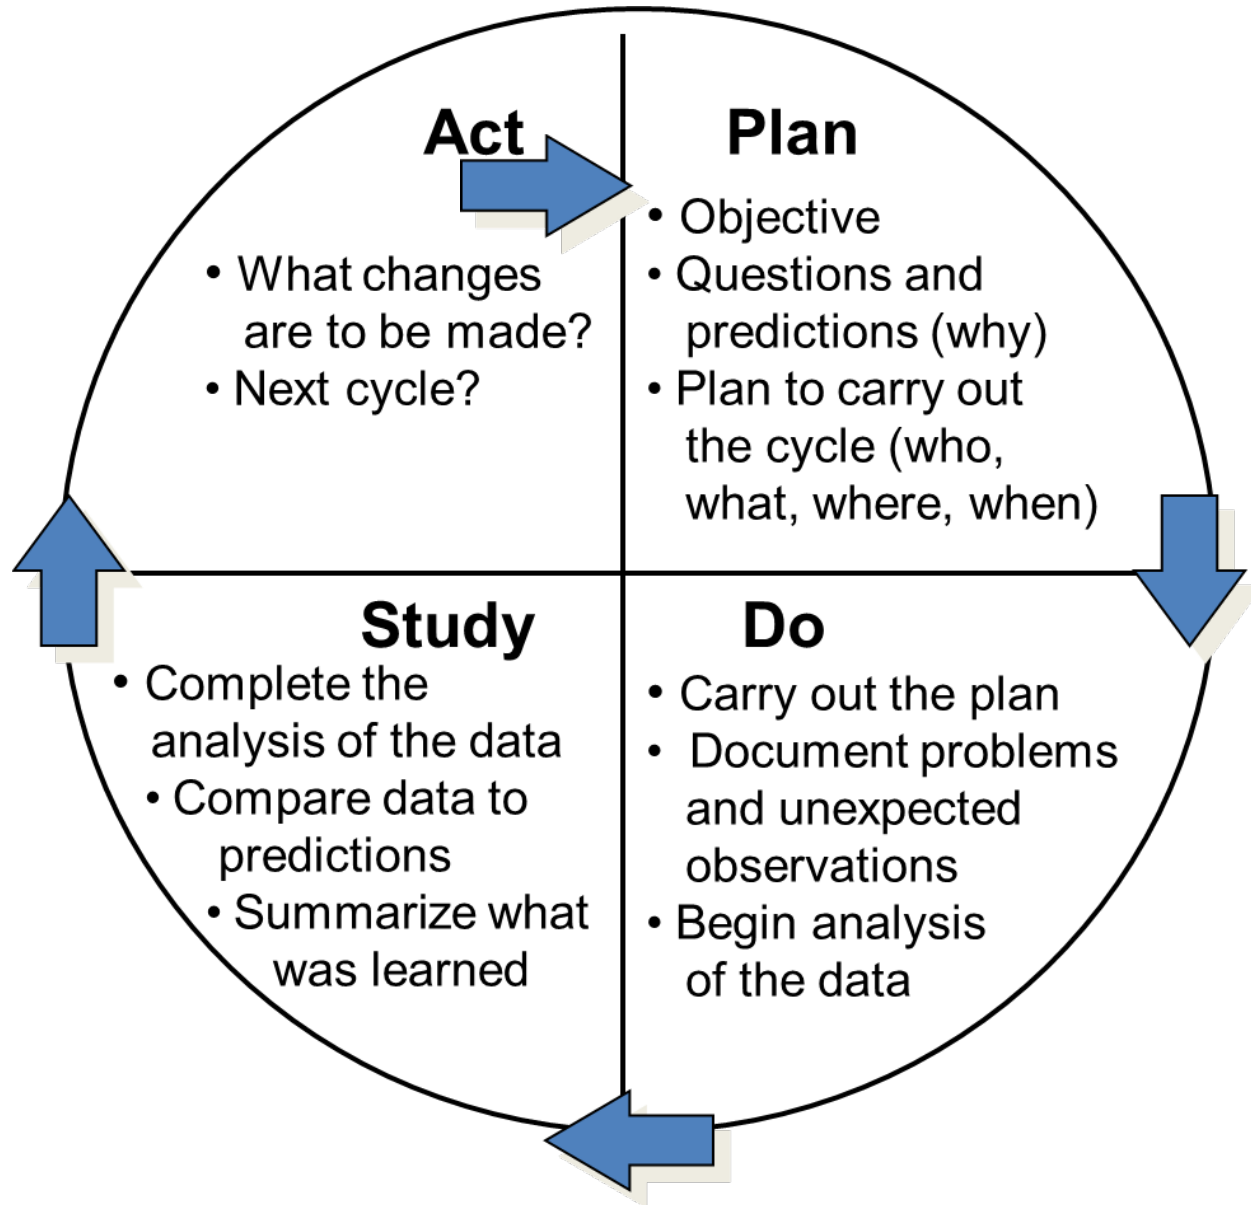 Act
• What changes
are to be made?
• Next cycle?
Plan
• Objective
• Questions and
predictions (why)
• Plan to carry out
the cycle (who,
what, where, when)
Study
• Complete the
analysis of the data
• Compare data to
predictions
• Summarize what
was learned
Do
• Carry out the plan
• Document problems
and unexpected
observations
• Begin analysis
of the data